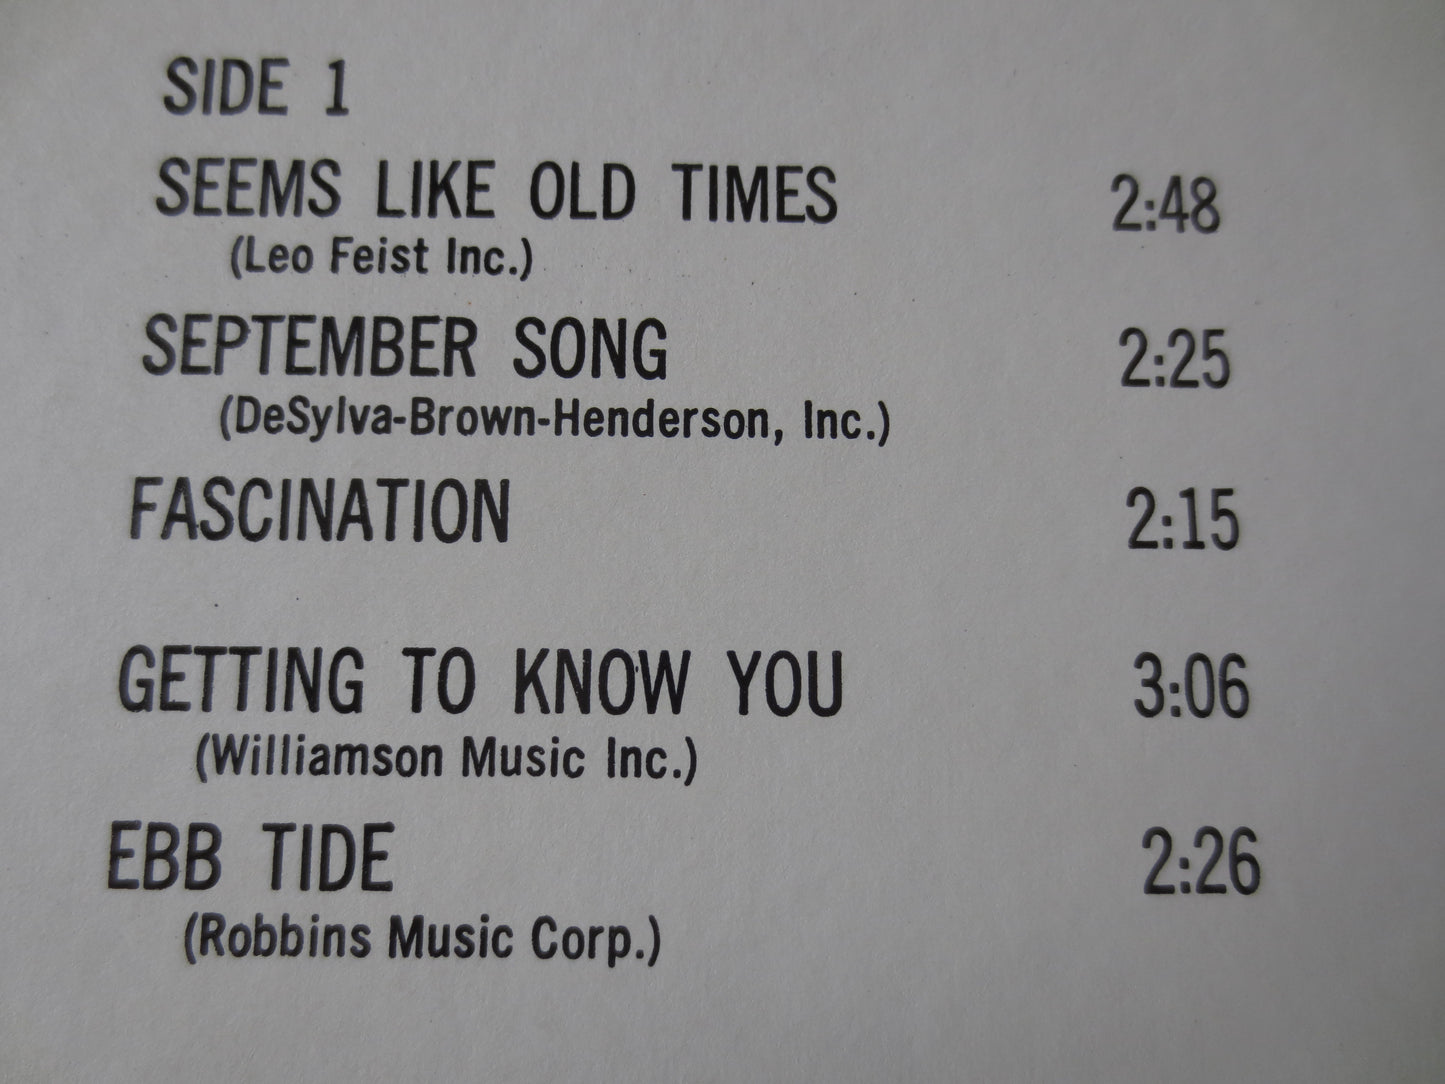 SIDE 1
SEEMS LIKE OLD TIMES 2:48
(Leo Feist Inc.)
SEPTEMBER SONG 2:25
(DeSylva-Brown-Henderson, Inc.)
FASCINATION 2:15
GETTING TO KNOW YOU 3:06
(Williamson Music Inc.)
EBB TIDE 2:26
(Robbins Music Corp.)